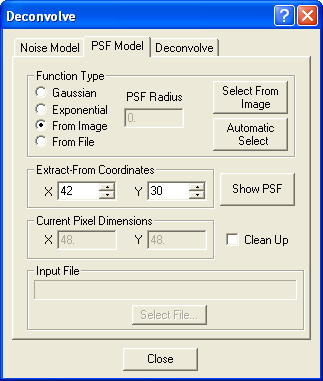 Deconvolve
Noise Model PSF Model Deconvolve
Function Type
Gaussian
Exponential
From Image
From File
PSF Radius
0.
Select From
Image
Automatic
Select
Extract-From Coordinates
X 42 Y 30
Show PSF
Current Pixel Dimensions
X 48. Y 48.
Clean Up
Input File
Select File...
Close